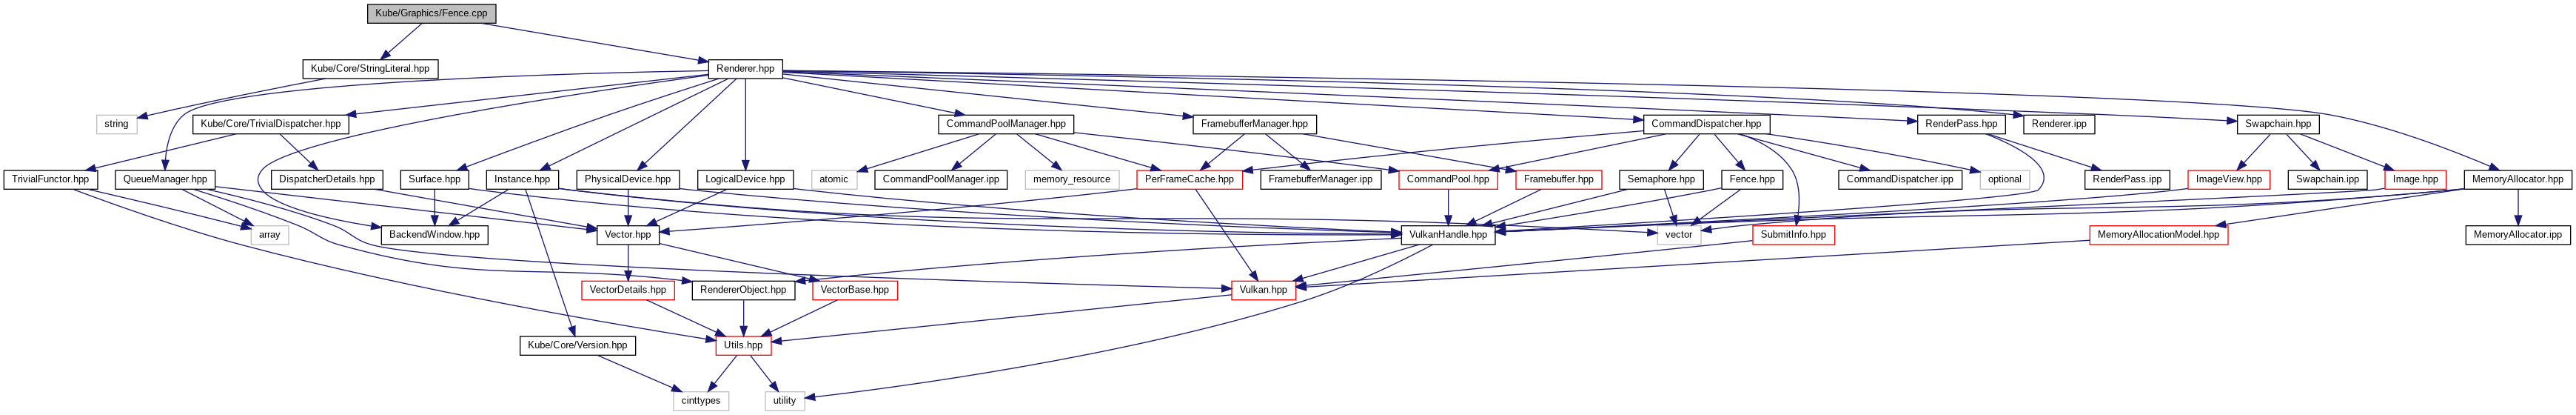 Kube/Graphics/Fence.cpp
Kube/Core/StringLiteral.hpp
Renderer.hpp
string
Kube/Core/TrivialDispatcher.hpp
CommandPoolManager.hpp
FramebufferManager.hpp
CommandDispatcher.hpp
RenderPass.hpp
Renderer.ipp
Swapchain.hpp
TrivialFunctor.hpp
QueueManager.hpp
DispatcherDetails.hpp
Surface.hpp
Instance.hpp
PhysicalDevice.hpp
LogicalDevice.hpp
atomic
CommandPoolManager.ipp
memory_resource
PerFrameCache.hpp
FramebufferManager.ipp
CommandPool.hpp
Framebuffer.hpp
Semaphore.hpp
Fence.hpp
CommandDispatcher.ipp
optional
RenderPass.ipp
ImageView.hpp
Swapchain.ipp
Image.hpp
MemoryAllocator.hpp
array
BackendWindow.hpp
Vector.hpp
VulkanHandle.hpp
vector
SubmitInfo.hpp
MemoryAllocationModel.hpp
MemoryAllocator.ipp
VectorDetails.hpp
RendererObject.hpp
VectorBase.hpp
Vulkan.hpp
Kube/Core/Version.hpp
Utils.hpp
cinttypes
utility